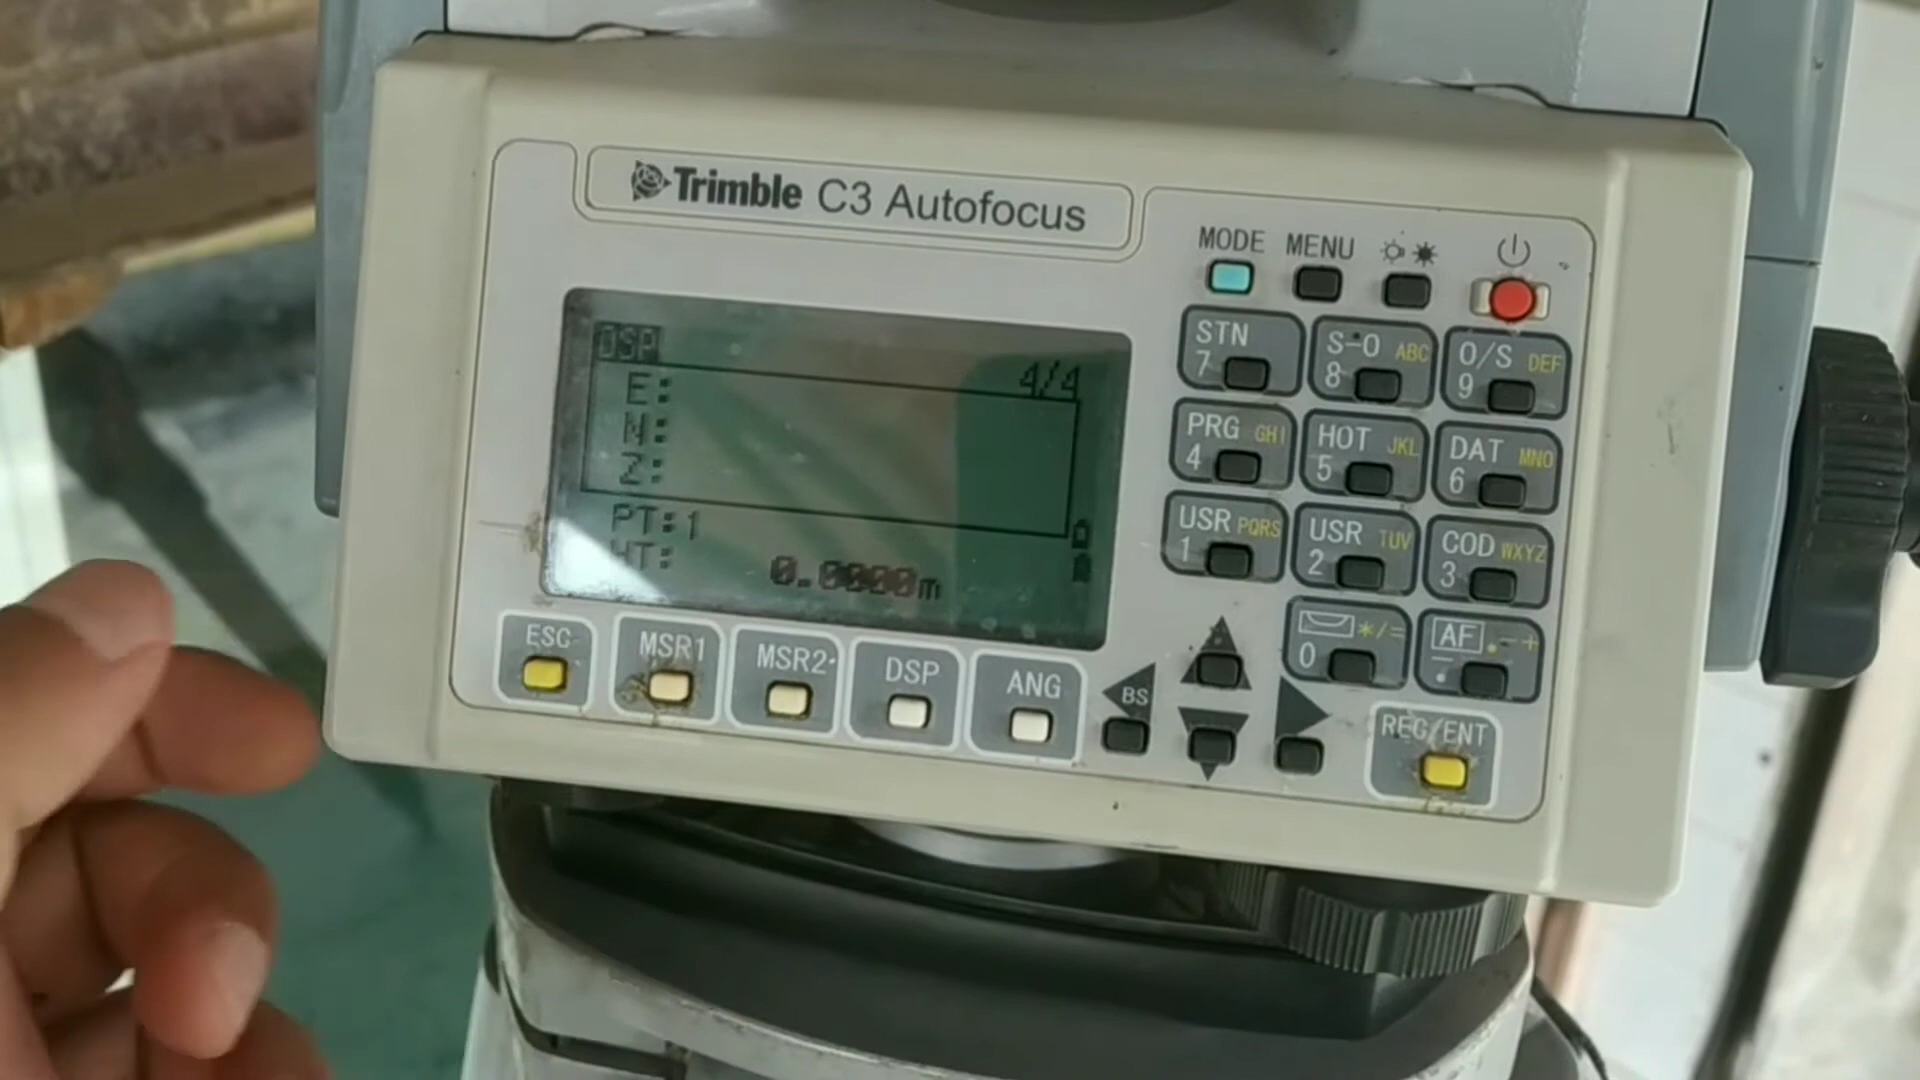 Trimble C3 Autofocus
MODE MENU
DSP
4/4
E:
N:
Z:
PT:1
HT: 0.0000m
STN
7
S-O ABC
8
O/S DEF
9
PRG GHI
4
HOT JKL
5
DAT MNO
6
USR PQRS
1
USR TUV
2
COD WXYZ
3
*/=
0
AF .-+
ESC
MSR1
MSR2
DSP
ANG
BS
REC/ENT